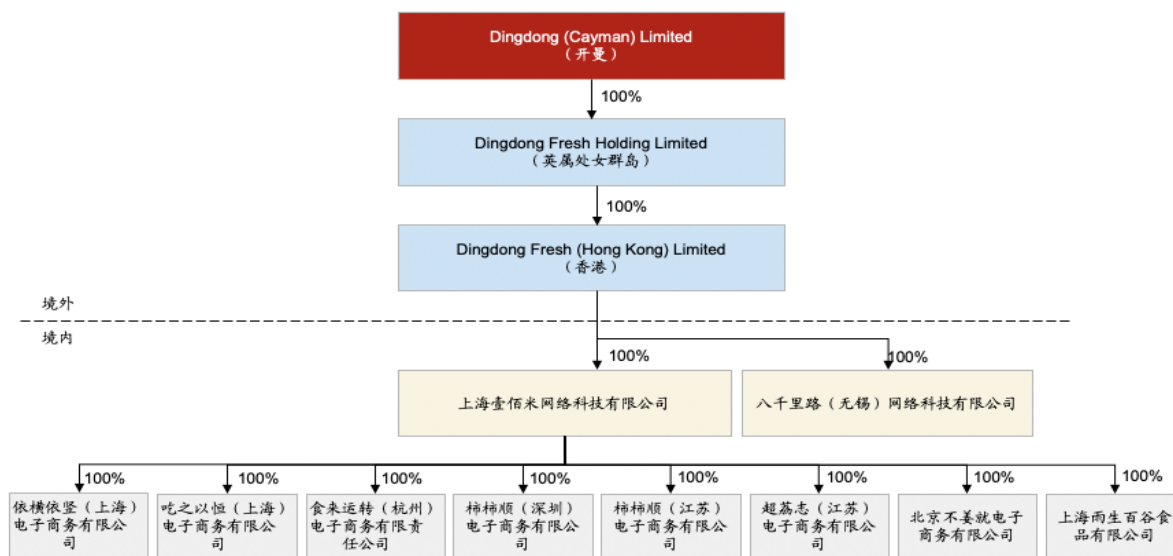 Dingdong (Cayman) Limited
（开曼）
100%
Dingdong Fresh Holding Limited
（英属处女群岛）
100%
Dingdong Fresh (Hong Kong) Limited
（香港）
境外
境内
100%
100%
上海壹佰米网络科技有限公司
八千里路（无锡）网络科技有限公司
100%
100%
100%
100%
100%
100%
100%
100%
依横依竖（上海）
电子商务有限公
司
吃之以恒（上海）
电子商务有限公
司
食来运转（杭州）
电子商务有限责
任公司
柿柿顺（深圳）
电子商务有限公
司
柿柿顺（江苏）
电子商务有限公
司
超荔志（江苏）
电子商务有限公
司
北京不姜就电子
商务有限公司
上海雨生百谷食
品有限公司